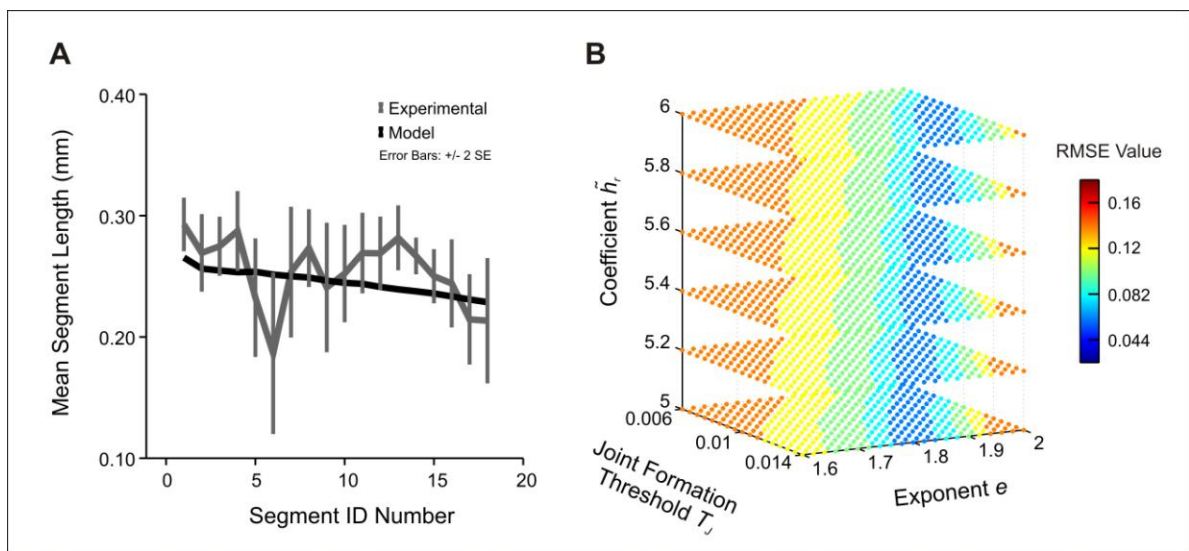 A
0.40
0.30
0.20
0.10
Mean Segment Length (mm)
Experimental
Model
Error Bars: +/- 2 SE
0
5
10
15
20
Segment ID Number
B
6
5.8
5.6
5.4
5.2
5
Coefficient h̃r
0.006
0.01
0.014
Joint Formation
Threshold TJ
1.6
1.7
1.8
1.9
2
Exponent e
RMSE Value
0.16
0.12
0.082
0.044